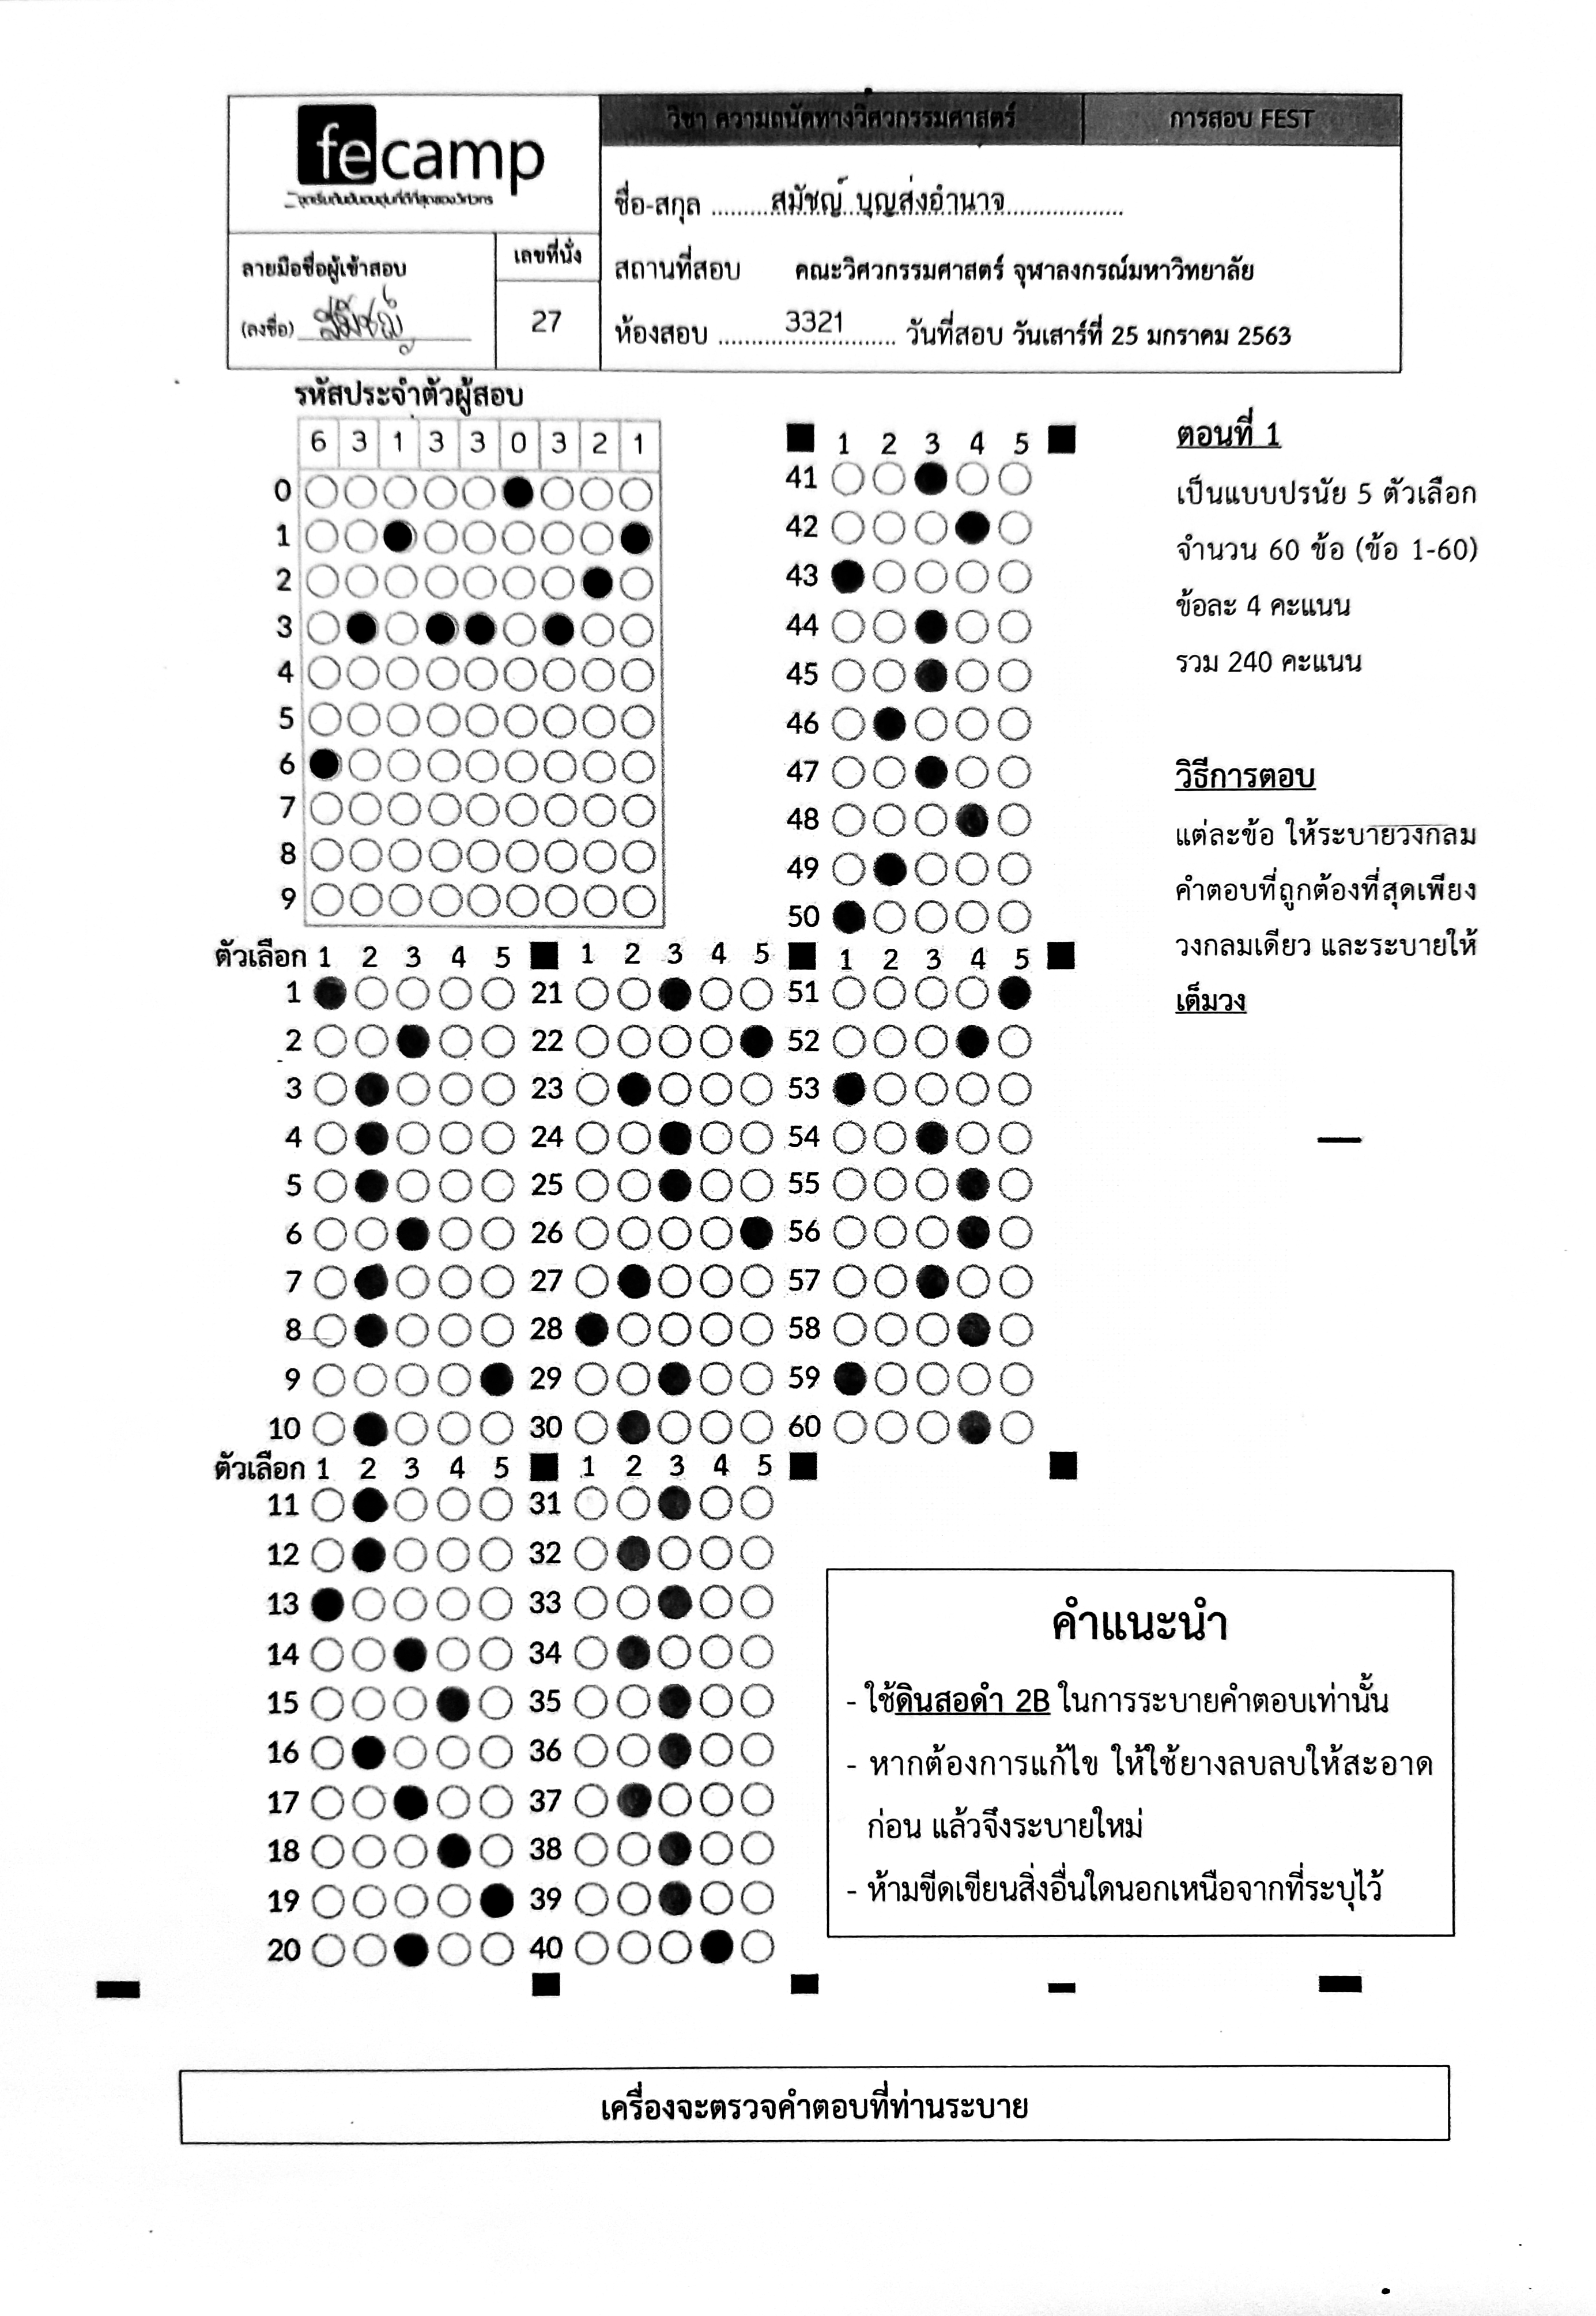 fecamp
วิชา ความถนัดทางวิศวกรรมศาสตร์
การสอบ FEST
ชื่อ-สกุล สมัชญ์ บุญส่งอำนาจ
ลายมือชื่อผู้เข้าสอบ
(ลงชื่อ) สมัชญ์
เลขที่นั่ง
27
สถานที่สอบ คณะวิศวกรรมศาสตร์ จุฬาลงกรณ์มหาวิทยาลัย
ห้องสอบ 3321 วันที่สอบ วันเสาร์ที่ 25 มกราคม 2563
รหัสประจำตัวผู้สอบ
6 3 1 3 3 0 3 2 1
0
1
2
3
4
5
6
7
8
9
1 2 3 4 5
41
42
43
44
45
46
47
48
49
50
ตอนที่ 1
เป็นแบบปรนัย 5 ตัวเลือก
จำนวน 60 ข้อ (ข้อ 1-60)
ข้อละ 4 คะแนน
รวม 240 คะแนน
วิธีการตอบ
แต่ละข้อ ให้ระบายวงกลม
คำตอบที่ถูกต้องที่สุดเพียง
วงกลมเดียว และระบายให้
เต็มวง
ตัวเลือก 1 2 3 4 5 1 2 3 4 5 1 2 3 4 5
1 21 51
2 22 52
3 23 53
4 24 54
5 25 55
6 26 56
7 27 57
8 28 58
9 29 59
10 30 60
ตัวเลือก 1 2 3 4 5 1 2 3 4 5
11 31
12 32
13 33
14 34
15 35
16 36
17 37
18 38
19 39
20 40
คำแนะนำ
- ใช้ดินสอดำ 2B ในการระบายคำตอบเท่านั้น
- หากต้องการแก้ไข ให้ใช้ยางลบลบให้สะอาด
ก่อน แล้วจึงระบายใหม่
- ห้ามขีดเขียนสิ่งอื่นใดนอกเหนือจากที่ระบุไว้
เครื่องจะตรวจคำตอบที่ท่านระบาย